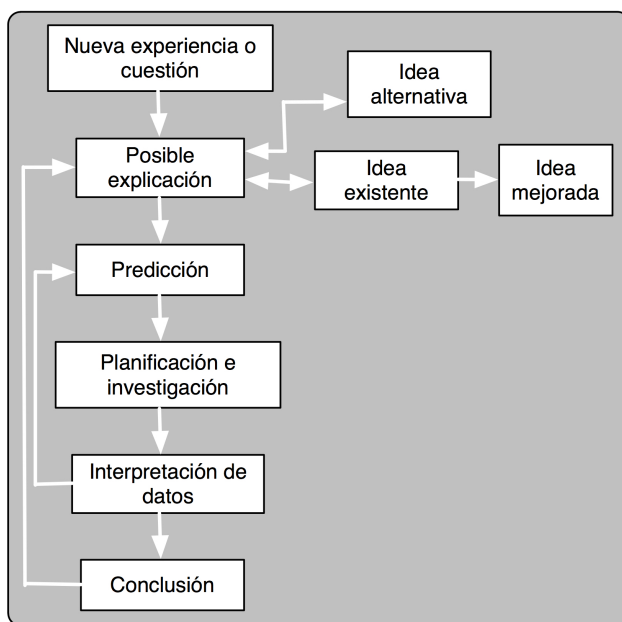 Nueva experiencia o
cuestión
Idea
alternativa
Posible
explicación
Idea
existente
Idea
mejorada
Predicción
Planificación e
investigación
Interpretación de
datos
Conclusión